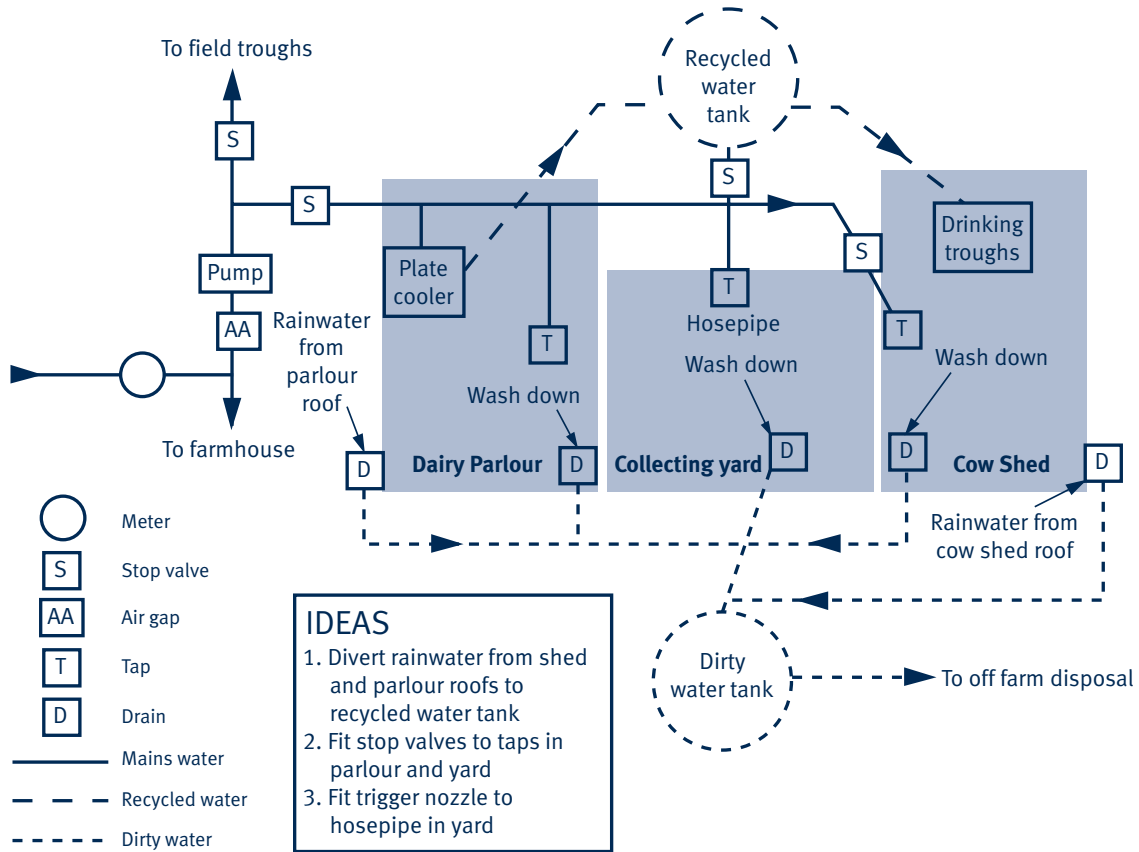 To field troughs
Recycled
water
tank
S
S
S
Pump
Plate
cooler
Drinking
troughs
S
T
Hosepipe
AA
T
T
Rainwater
from
parlour
roof
Wash down
Wash down
Wash down
To farmhouse
D
Dairy Parlour
D
Collecting yard
D
D
Cow Shed
D
Rainwater from
cow shed roof
Meter
S
Stop valve
AA
Air gap
T
Tap
D
Drain
Mains water
Recycled water
Dirty water
IDEAS
1. Divert rainwater from shed
and parlour roofs to
recycled water tank
2. Fit stop valves to taps in
parlour and yard
3. Fit trigger nozzle to
hosepipe in yard
Dirty
water tank
To off farm disposal